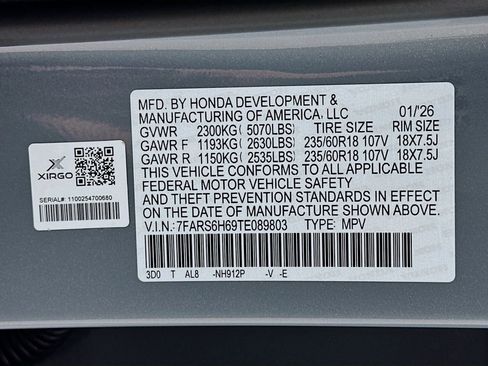 MFD. BY HONDA DEVELOPMENT &
MANUFACTURING OF AMERICA, LLC 01/'26
GVWR 2300KG( 5070LBS) TIRE SIZE RIM SIZE
GAWR F 1193KG( 2630LBS) 235/60R18 107V 18X7.5J
GAWR R 1150KG( 2535LBS) 235/60R18 107V 18X7.5J
THIS VEHICLE CONFORMS TO ALL APPLICABLE
FEDERAL MOTOR VEHICLE SAFETY
AND THEFT PREVENTION STANDARDS IN EFFECT
ON THE DATE OF MANUFACTURE SHOWN ABOVE.
V.I.N.: 7FARS6H69TE089803 TYPE: MPV
3D0 T AL8 -NH912P -V -E
XIRGO
SERIAL#: 1100254700680